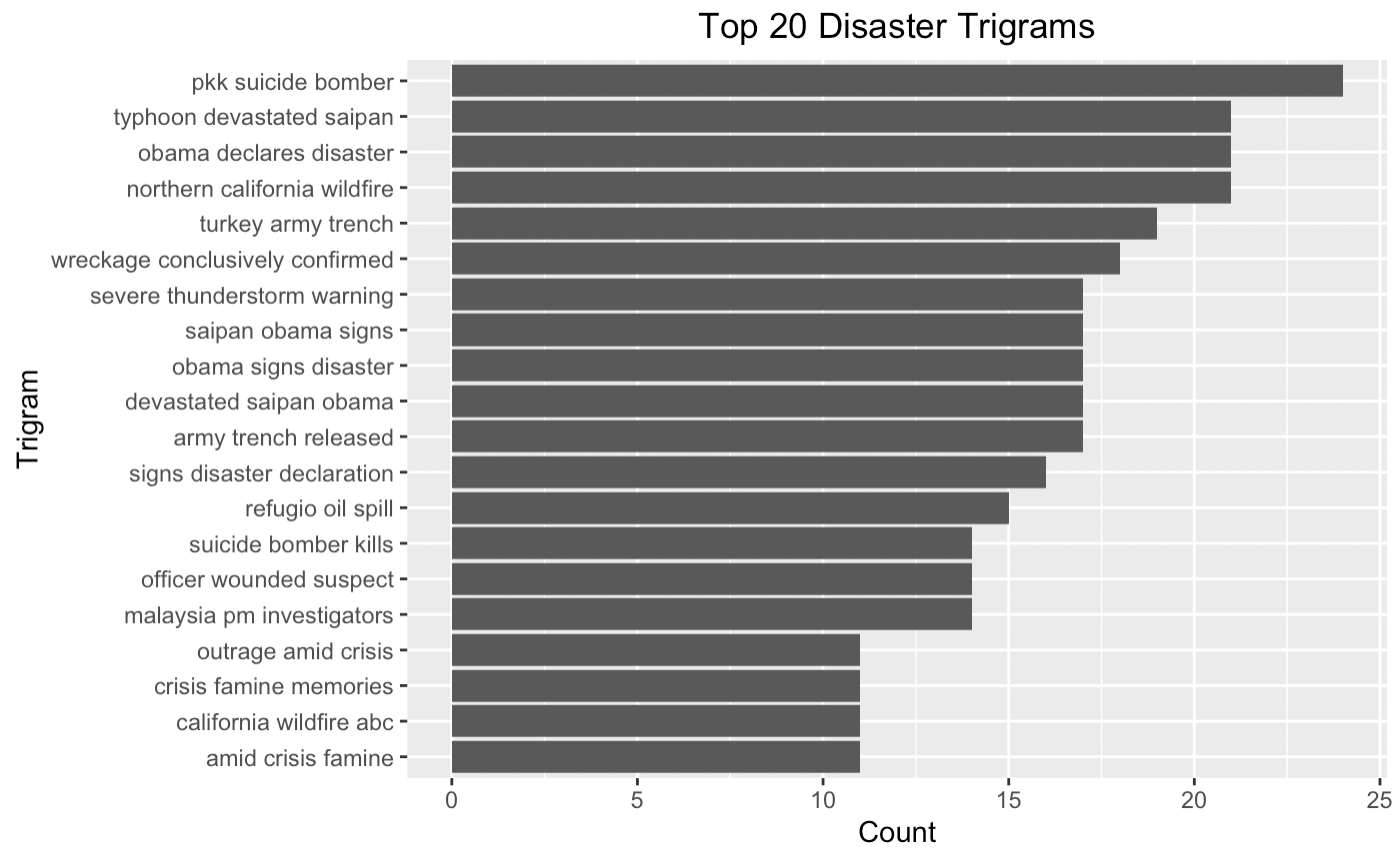 Top 20 Disaster Trigrams
pkk suicide bomber
typhoon devastated saipan
obama declares disaster
northern california wildfire
turkey army trench
wreckage conclusively confirmed
severe thunderstorm warning
saipan obama signs
obama signs disaster
devastated saipan obama
army trench released
signs disaster declaration
refugio oil spill
suicide bomber kills
officer wounded suspect
malaysia pm investigators
outrage amid crisis
crisis famine memories
california wildfire abc
amid crisis famine
Trigram
0 5 10 15 20 25
Count